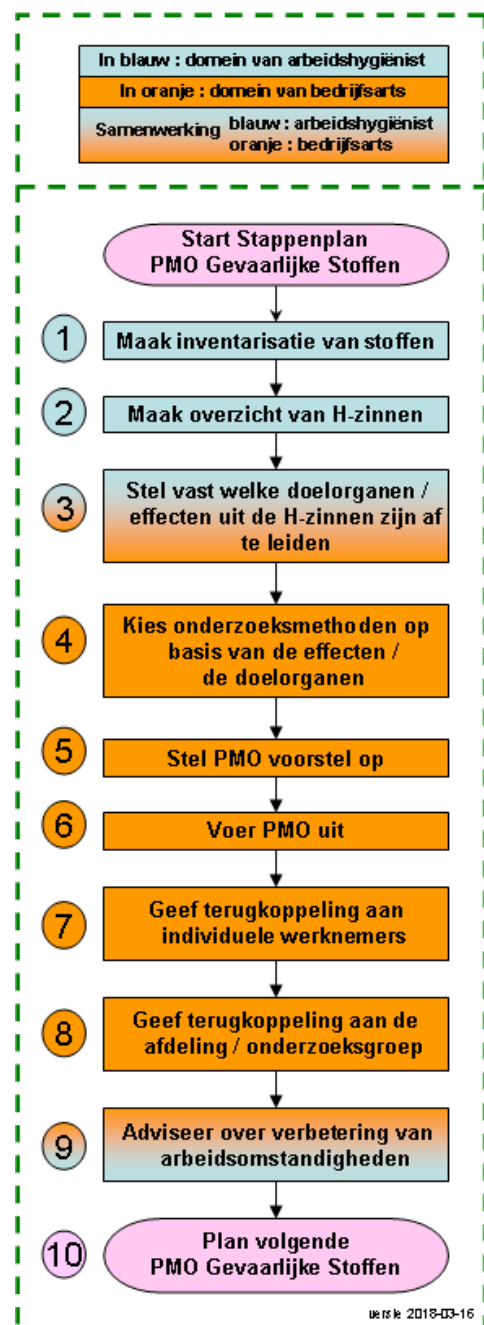 In blauw : domein van arbeidshygiënist
In oranje : domein van bedrijfsarts
Samenwerking blauw : arbeidshygiënist
oranje : bedrijfsarts
Start Stappenplan
PMO Gevaarlijke Stoffen
1
Maak inventarisatie van stoffen
2
Maak overzicht van H-zinnen
3
Stel vast welke doelorganen /
effecten uit de H-zinnen zijn af
te leiden
4
Kies onderzoeksmethoden op
basis van de effecten /
de doelorganen
5
Stel PMO voorstel op
6
Voer PMO uit
7
Geef terugkoppeling aan
individuele werknemers
8
Geef terugkoppeling aan de
afdeling / onderzoeksgroep
9
Adviseer over verbetering van
arbeidsomstandigheden
10
Plan volgende
PMO Gevaarlijke Stoffen
versie 2018-03-16